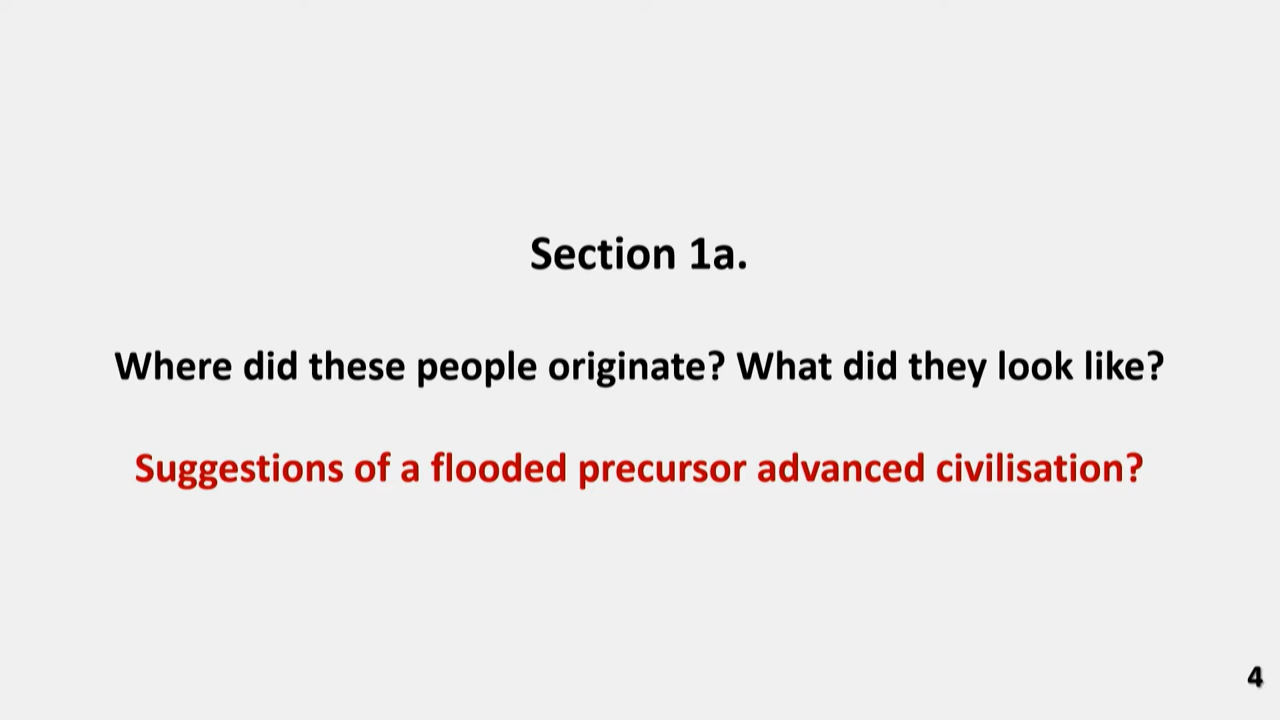 Section 1a.
Where did these people originate? What did they look like?
Suggestions of a flooded precursor advanced civilisation?
4